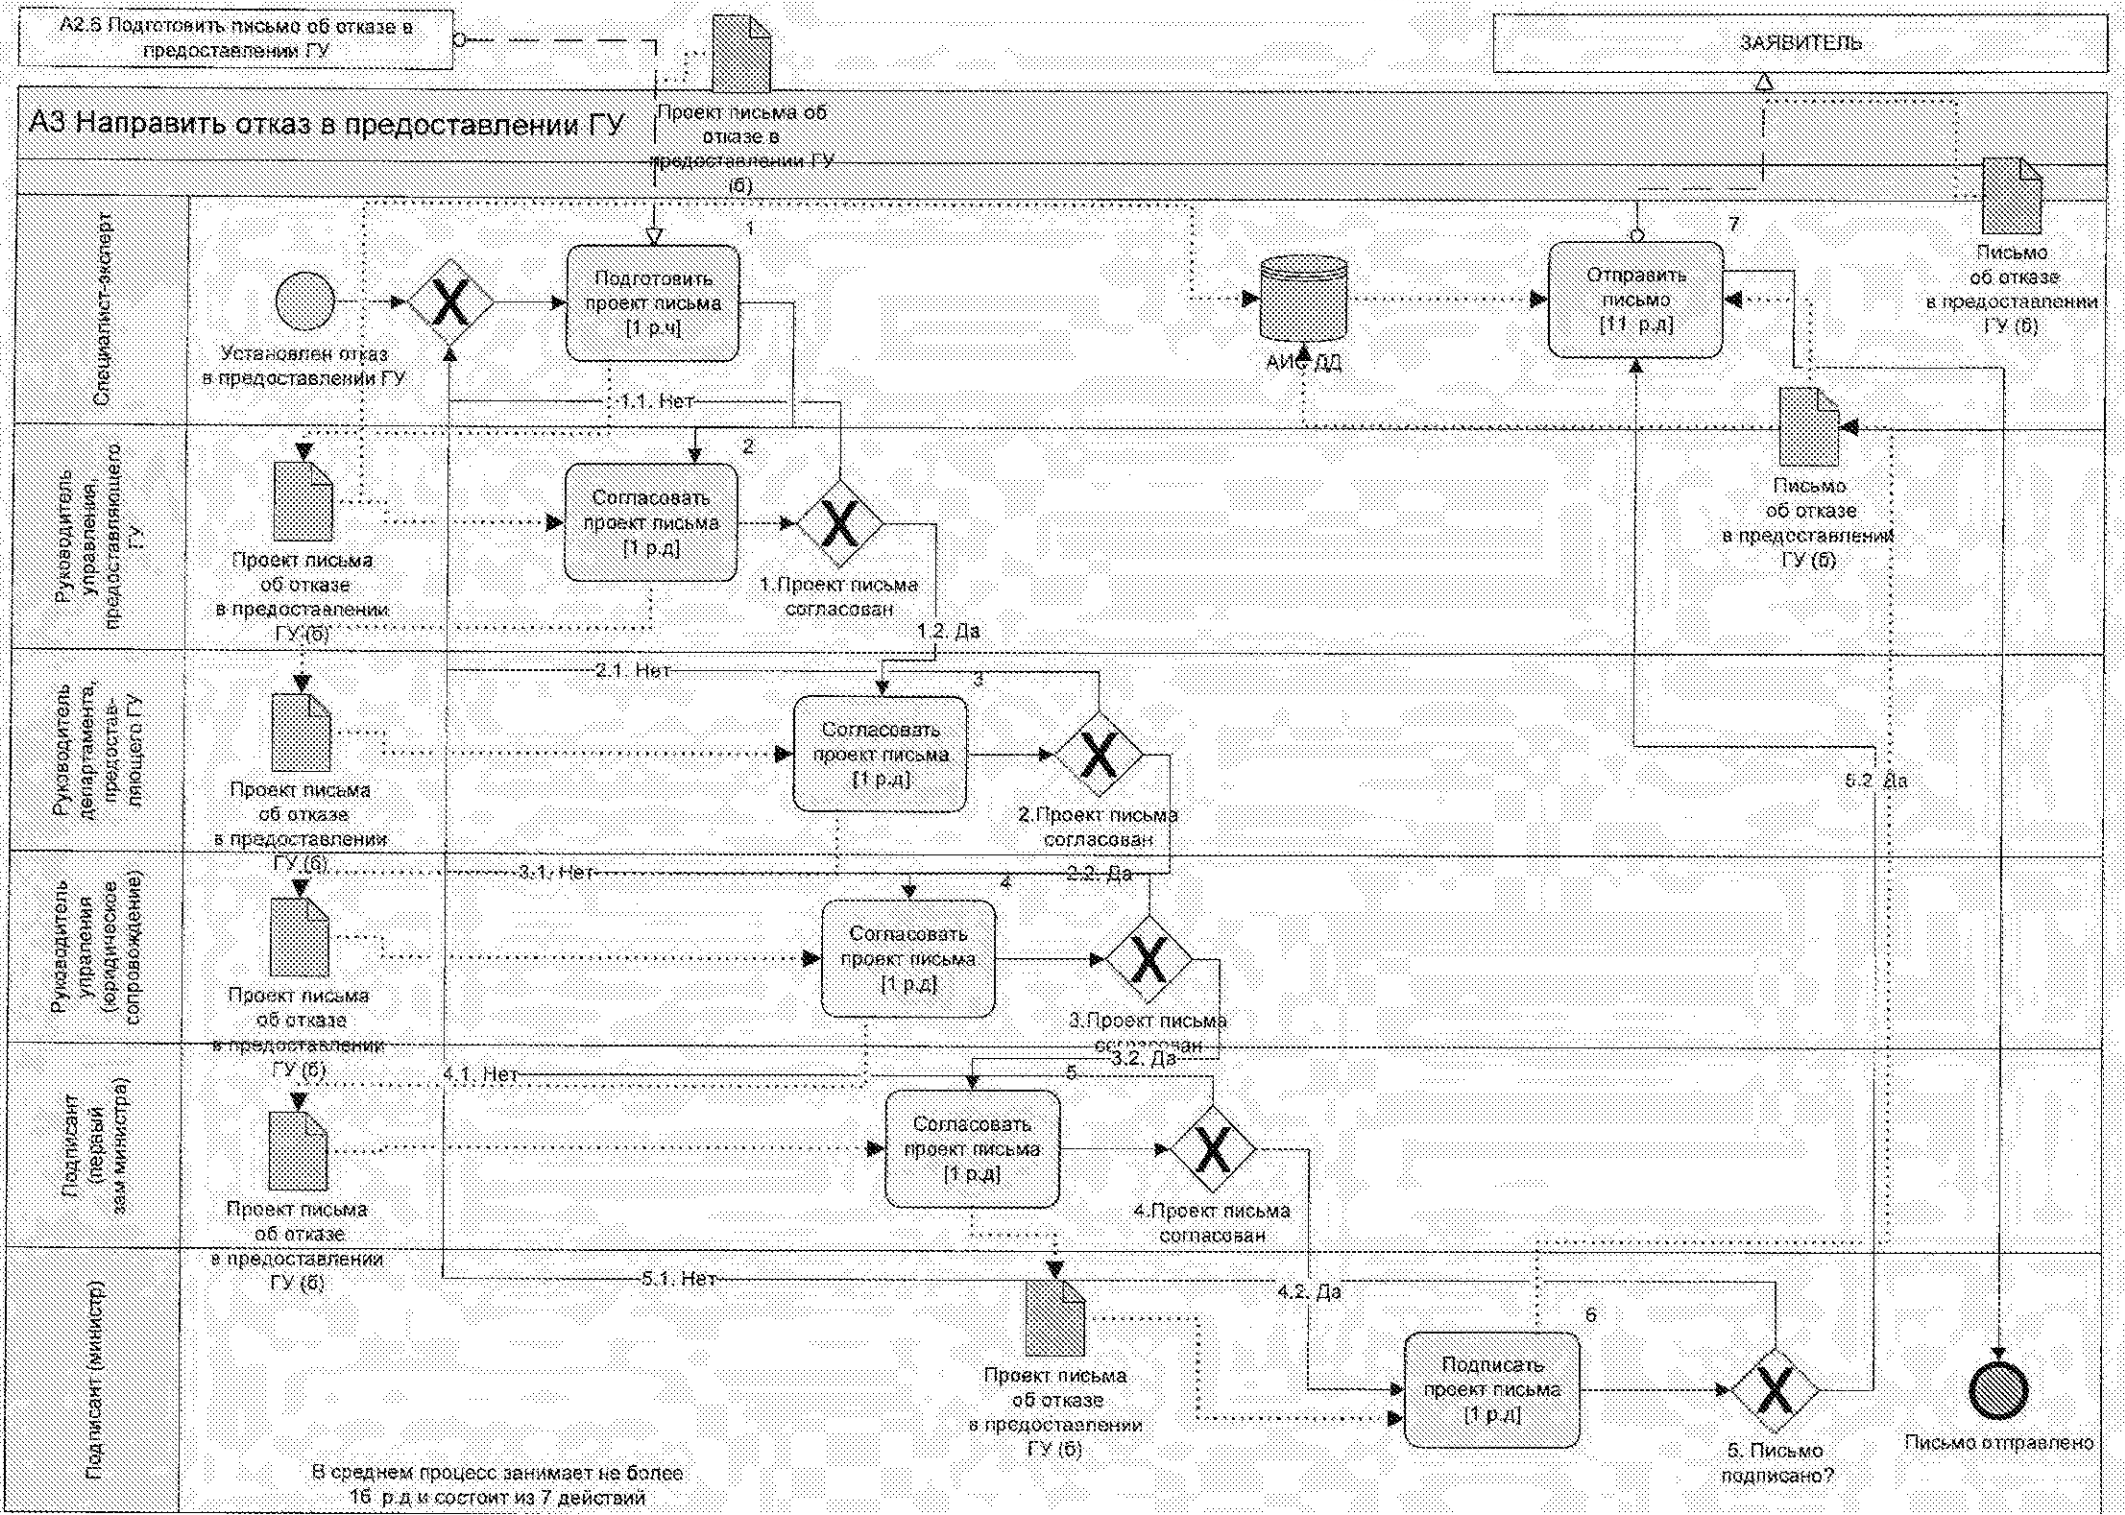 А2.5 Подготовить письмо об отказе в
предоставлении ГУ
ЗАЯВИТЕЛЬ
А3 Направить отказ в предоставлении ГУ
Проект письма об
отказе в
предоставлении ГУ
(б)
Специалист-эксперт
Установлен отказ
в предоставлении ГУ
1
Подготовить
проект письма
[1 р.ч]
АИС ДД
7
Отправить
письмо
[11 р.д]
Письмо
об отказе
в предоставлении
ГУ (б)
1.1. Нет
Руководитель
управления,
предоставляющего
ГУ
Проект письма
об отказе
в предоставлении
ГУ (б)
2
Согласовать
проект письма
[1 р.д]
1.Проект письма
согласован
1.2. Да
Письмо
об отказе
в предоставлении
ГУ (б)
2.1. Нет
Руководитель
департамента,
предостав-
ляющего ГУ
Проект письма
об отказе
в предоставлении
ГУ (б)
3
Согласовать
проект письма
[1 р.д]
2.Проект письма
согласован
5.2. Да
3.1. Нет
2.2. Да
Руководитель
управления
(юридическое
сопровождение)
Проект письма
об отказе
в предоставлении
ГУ (б)
4
Согласовать
проект письма
[1 р.д]
3.Проект письма
согласован
3.2. Да
4.1. Нет
Подписант
(первый
зам министра)
Проект письма
об отказе
в предоставлении
ГУ (б)
5
Согласовать
проект письма
[1 р.д]
4.Проект письма
согласован
5.1. Нет
4.2. Да
Подписант (министр)
Проект письма
об отказе
в предоставлении
ГУ (б)
6
Подписать
проект письма
[1 р.д]
5. Письмо
подписано?
Письмо отправлено
В среднем процесс занимает не более
16 р.д и состоит из 7 действий